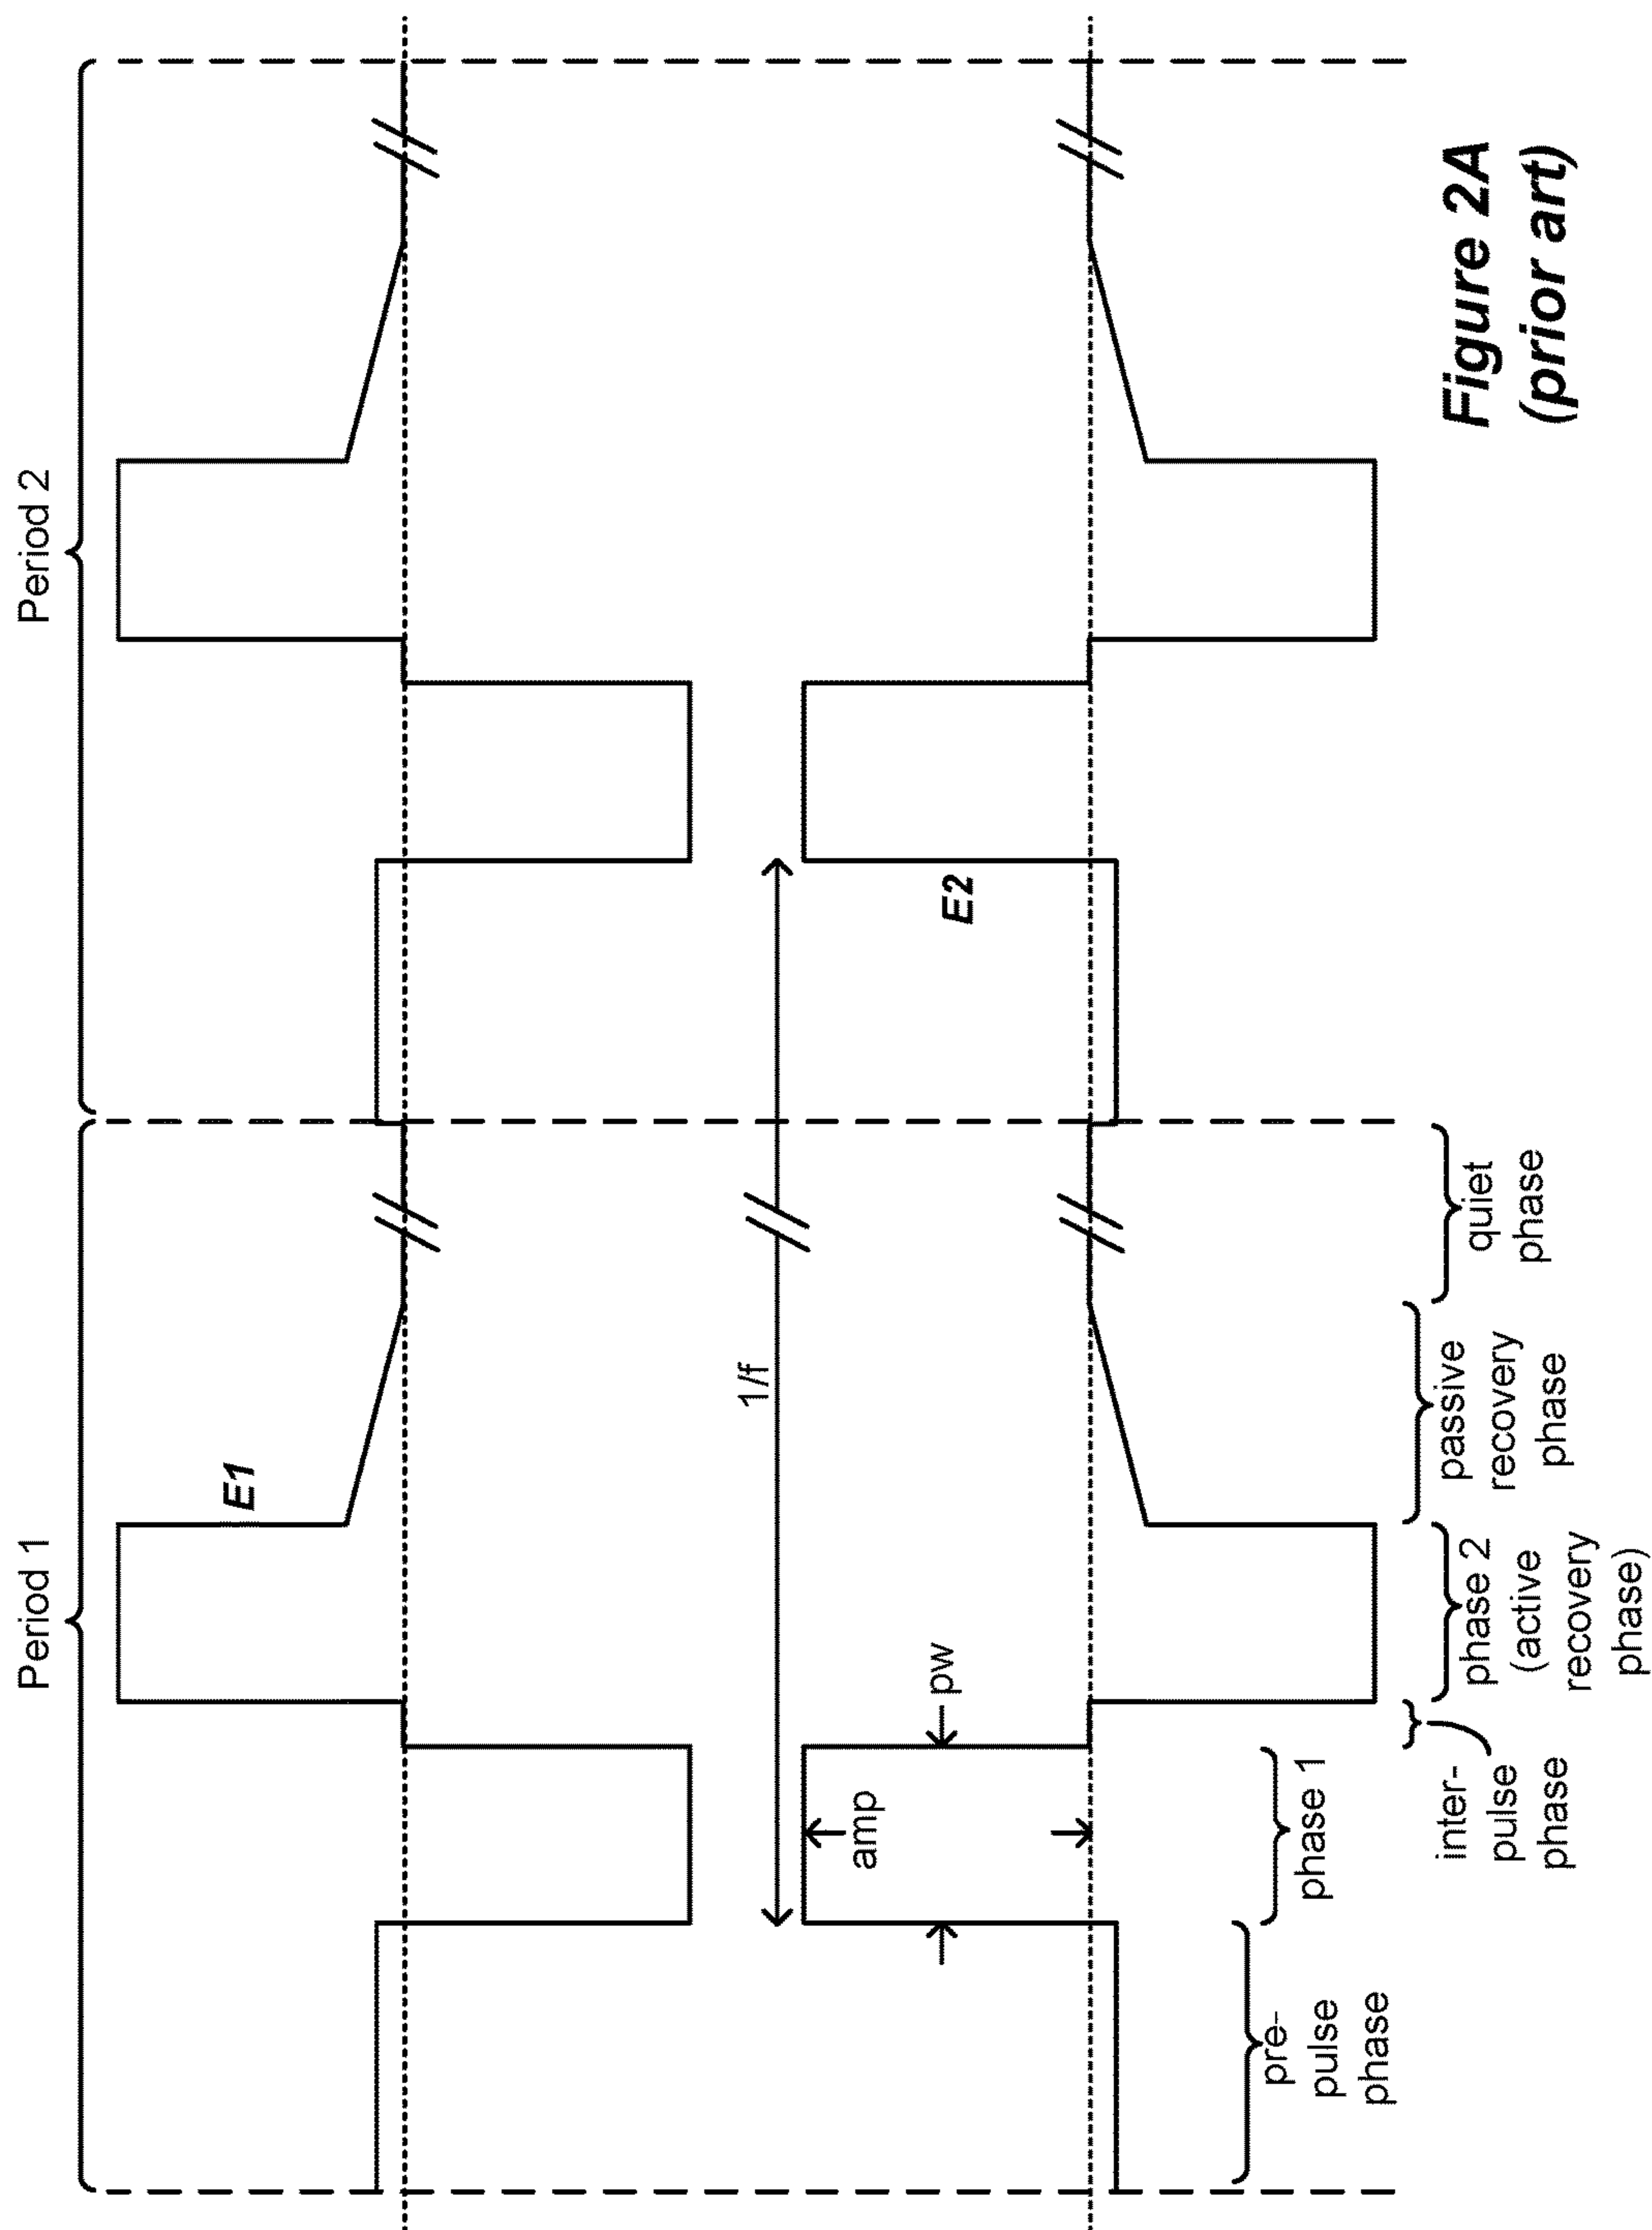 Period 1
Period 2
E1
1/f
amp
pw
E2
pre-
pulse
phase
phase 1
inter-
pulse
phase
phase 2
(active
recovery
phase)
passive
recovery
phase
quiet
phase
Figure 2A
(prior art)